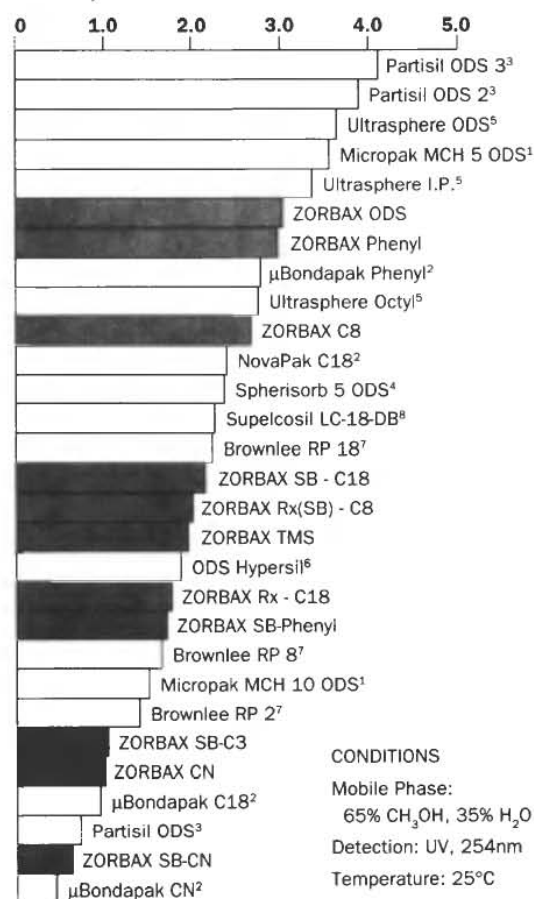 0.0 1.0 2.0 3.0 4.0 5.0
Partisil ODS 3³
Partisil ODS 2³
Ultrasphere ODS⁵
Micropak MCH 5 ODS¹
Ultrasphere I.P.⁵
ZORBAX ODS
ZORBAX Phenyl
μBondapak Phenyl²
Ultrasphere Octyl⁵
ZORBAX C8
NovaPak C18²
Spherisorb 5 ODS⁴
Supelcosil LC-18-DB⁸
Brownlee RP 18⁷
ZORBAX SB - C18
ZORBAX Rx(SB) - C8
ZORBAX TMS
ODS Hypersil⁶
ZORBAX Rx - C18
ZORBAX SB-Phenyl
Brownlee RP 8⁷
Micropak MCH 10 ODS¹
Brownlee RP 2⁷
ZORBAX SB-C3
ZORBAX CN
μBondapak C18²
Partisil ODS³
ZORBAX SB-CN
μBondapak CN²
CONDITIONS
Mobile Phase:
65% CH₃OH, 35% H₂O
Detection: UV, 254nm
Temperature: 25°C